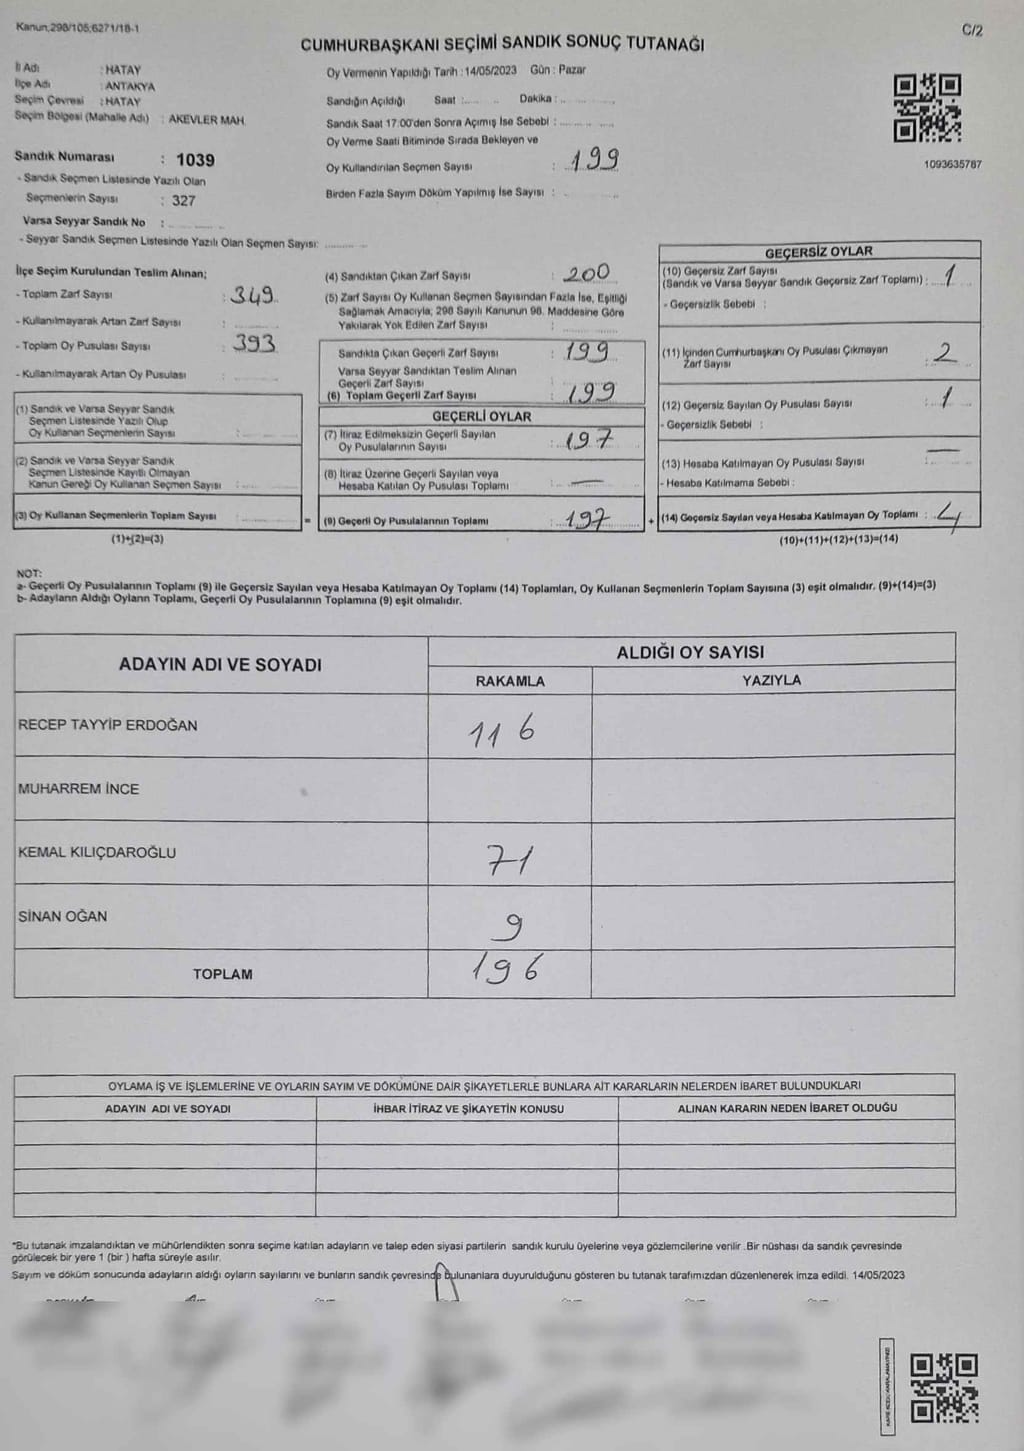 Kanun,298/105;6271/18-1
C/2
CUMHURBAŞKANI SEÇİMİ SANDIK SONUÇ TUTANAĞI
İl Adı : HATAY
İlçe Adı : ANTAKYA
Seçim Çevresi : HATAY
Seçim Bölgesi (Mahalle Adı) : AKEVLER MAH.
Sandık Numarası : 1039
- Sandık Seçmen Listesinde Yazılı Olan
Seçmenlerin Sayısı : 327
Varsa Seyyar Sandık No :
- Seyyar Sandık Seçmen Listesinde Yazılı Olan Seçmen Sayısı:
Oy Vermenin Yapıldığı Tarih : 14/05/2023 Gün : Pazar
Sandığın Açıldığı Saat : Dakika :
Sandık Saat 17:00'den Sonra Açımış İse Sebebi :
Oy Verme Saati Bitiminde Sırada Bekleyen ve
Oy Kullandırılan Seçmen Sayısı : 199
Birden Fazla Sayım Döküm Yapılmış İse Sayısı :
1093635787
İlçe Seçim Kurulundan Teslim Alınan;
- Toplam Zarf Sayısı : 349
- Kullanılmayarak Artan Zarf Sayısı :
- Toplam Oy Pusulası Sayısı : 393
- Kullanılmayarak Artan Oy Pusulası :
(1) Sandık ve Varsa Seyyar Sandık
Seçmen Listesinde Yazılı Olup
Oy Kullanan Seçmenlerin Sayısı :
(2) Sandık ve Varsa Seyyar Sandık
Seçmen Listesinde Kayıtlı Olmayan
Kanun Gereği Oy Kullanan Seçmen Sayısı :
(3) Oy Kullanan Seçmenlerin Toplam Sayısı :
(1)+(2)=(3)
(4) Sandıktan Çıkan Zarf Sayısı : 200
(5) Zarf Sayısı Oy Kullanan Seçmen Sayısından Fazla İse, Eşitliği
Sağlamak Amacıyla; 298 Sayılı Kanunun 98. Maddesine Göre
Yakılarak Yok Edilen Zarf Sayısı :
Sandıkta Çıkan Geçerli Zarf Sayısı : 199
Varsa Seyyar Sandıktan Teslim Alınan
Geçerli Zarf Sayısı :
(6) Toplam Geçerli Zarf Sayısı : 199
GEÇERLİ OYLAR
(7) İtiraz Edilmeksizin Geçerli Sayılan
Oy Pusulalarının Sayısı : 197
(8) İtiraz Üzerine Geçerli Sayılan veya
Hesaba Katılan Oy Pusulası Toplamı : —
= (9) Geçerli Oy Pusulalarının Toplamı : 197 +
GEÇERSİZ OYLAR
(10) Geçersiz Zarf Sayısı
(Sandık ve Varsa Seyyar Sandık Geçersiz Zarf Toplamı) : 1
- Geçersizlik Sebebi :
(11) İçinden Cumhurbaşkanı Oy Pusulası Çıkmayan
Zarf Sayısı : 2
(12) Geçersiz Sayılan Oy Pusulası Sayısı : 1
- Geçersizlik Sebebi :
(13) Hesaba Katılmayan Oy Pusulası Sayısı : —
- Hesaba Katılmama Sebebi :
(14) Geçersiz Sayılan veya Hesaba Katılmayan Oy Toplamı : 4
(10)+(11)+(12)+(13)=(14)
NOT:
a- Geçerli Oy Pusulalarının Toplamı (9) ile Geçersiz Sayılan veya Hesaba Katılmayan Oy Toplamı (14) Toplamları, Oy Kullanan Seçmenlerin Toplam Sayısına (3) eşit olmalıdır. (9)+(14)=(3)
b- Adayların Aldığı Oyların Toplamı, Geçerli Oy Pusulalarının Toplamına (9) eşit olmalıdır.
ADAYIN ADI VE SOYADI
ALDIĞI OY SAYISI
RAKAMLA YAZIYLA
RECEP TAYYİP ERDOĞAN 116
MUHARREM İNCE
KEMAL KILIÇDAROĞLU 71
SİNAN OĞAN 9
TOPLAM 196
OYLAMA İŞ VE İŞLEMLERİNE VE OYLARIN SAYIM VE DÖKÜMÜNE DAİR ŞİKAYETLERLE BUNLARA AİT KARARLARIN NELERDEN İBARET BULUNDUKLARI
ADAYIN ADI VE SOYADI İHBAR İTİRAZ VE ŞİKAYETİN KONUSU ALINAN KARARIN NEDEN İBARET OLDUĞU
*Bu tutanak imzalandıktan ve mühürlendikten sonra seçime katılan adayların ve talep eden siyasi partilerin sandık kurulu üyelerine veya gözlemcilerine verilir .Bir nüshası da sandık çevresinde
görülecek bir yere 1 (bir ) hafta süreyle asılır.
Sayım ve döküm sonucunda adayların aldığı oyların sayılarını ve bunların sandık çevresinde bulunanlara duyurulduğunu gösteren bu tutanak tarafımızdan düzenlenerek imza edildi. 14/05/2023